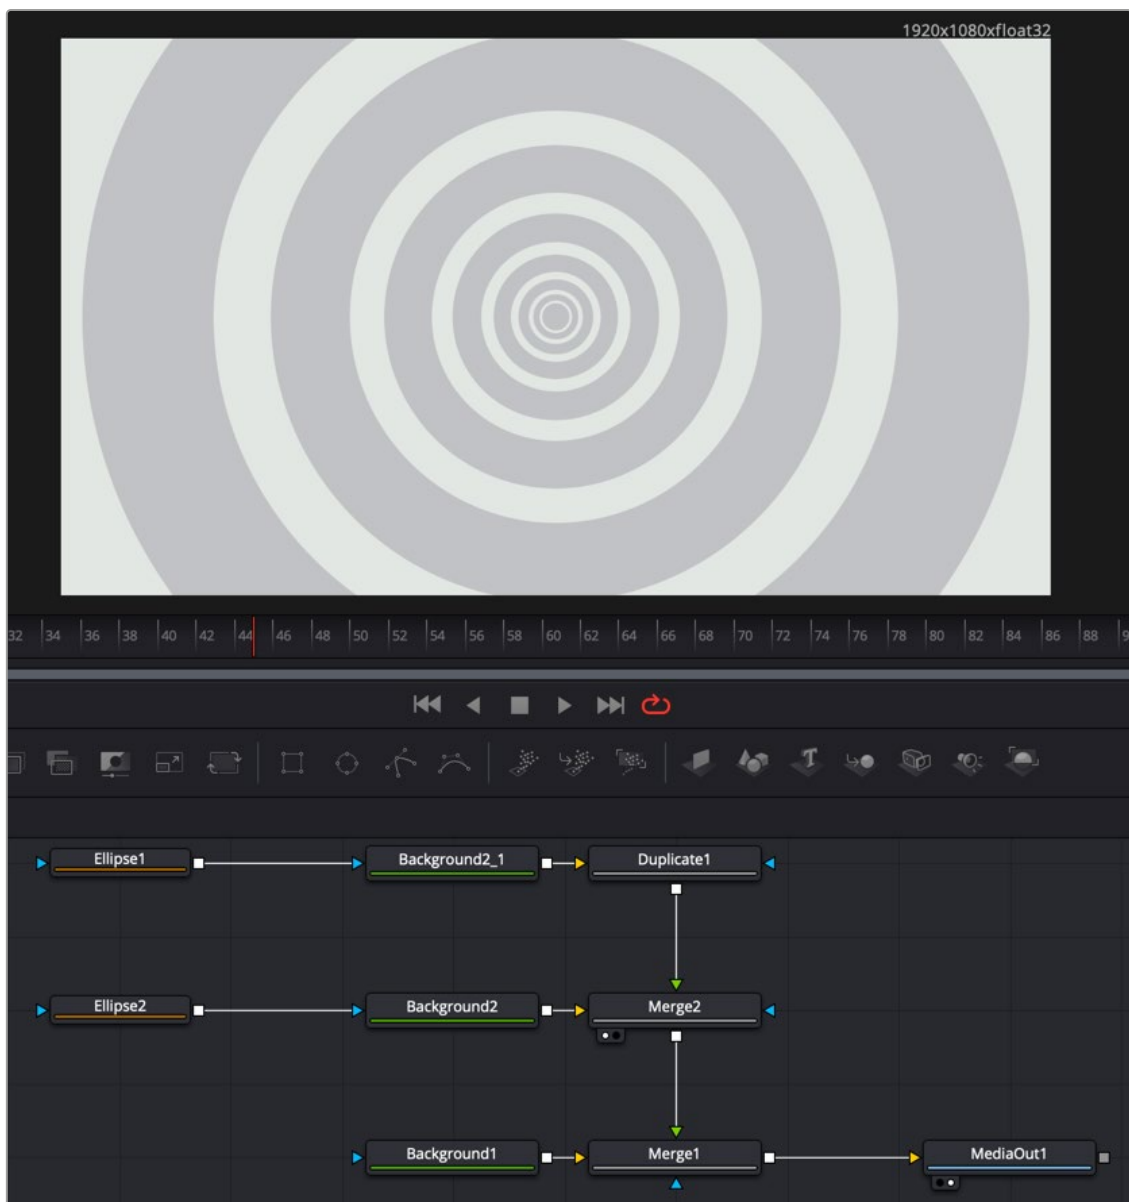 1920x1080xfloat32
32 34 36 38 40 42 44 46 48 50 52 54 56 58 60 62 64 66 68 70 72 74 76 78 80 82 84 86 88 9
Ellipse1 Background2_1 Duplicate1
Ellipse2 Background2 Merge2
Background1 Merge1 MediaOut1